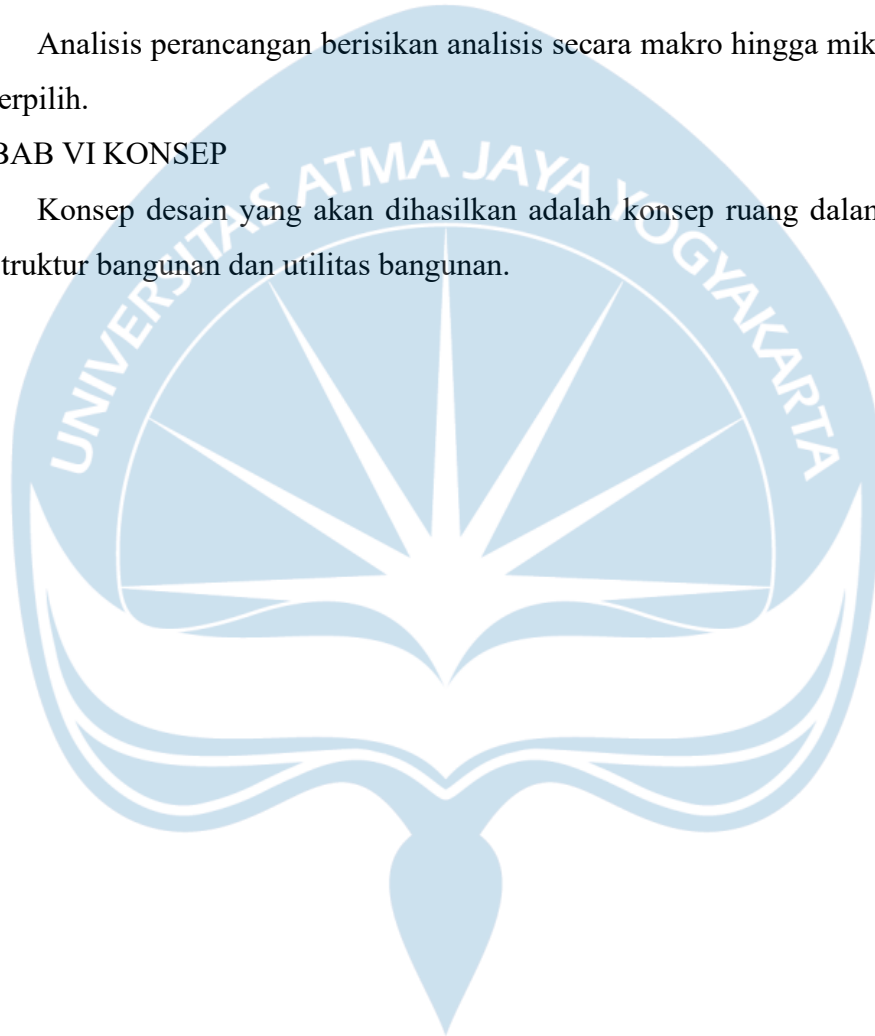 Analisis perancangan berisikan analisis secara makro hingga mik
erpilih.
BAB VI KONSEP
Konsep desain yang akan dihasilkan adalah konsep ruang dalan
truktur bangunan dan utilitas bangunan.
UNIVERSITAS ATMA JAYA YOGYAKARTA